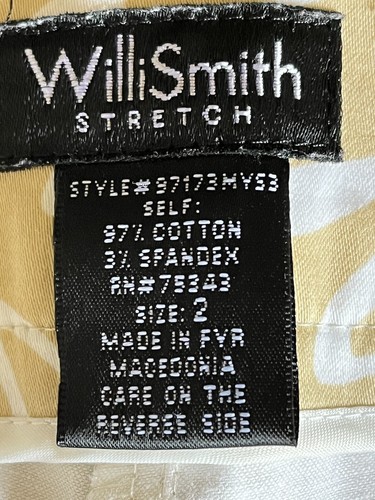 WilliSmith
STRETCH
STYLE# 97173MYS3
SELF:
97% COTTON
3% SPANDEX
RN# 75343
SIZE: 2
MADE IN FYR
MACEDONIA
CARE ON THE
REVERSE SIDE